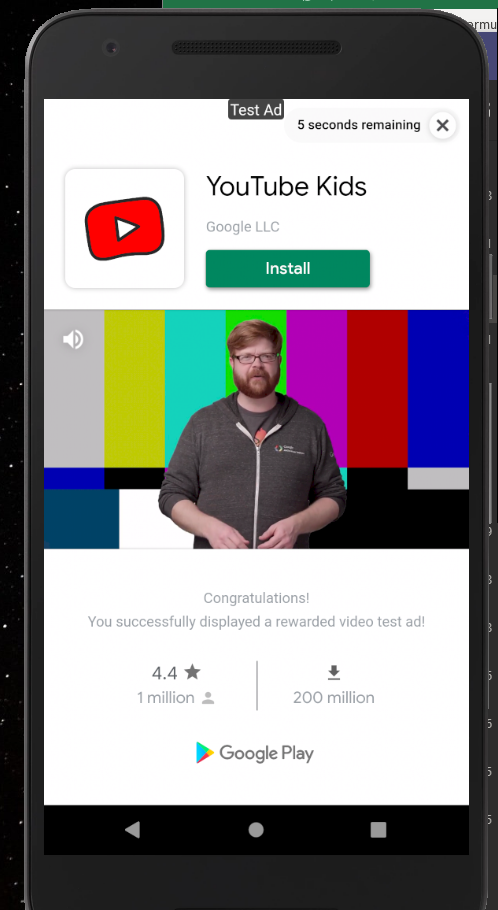 ormu
Test Ad
5 seconds remaining
YouTube Kids
Google LLC
Install
Congratulations!
You successfully displayed a rewarded video test ad!
4.4
1 million
200 million
Google Play